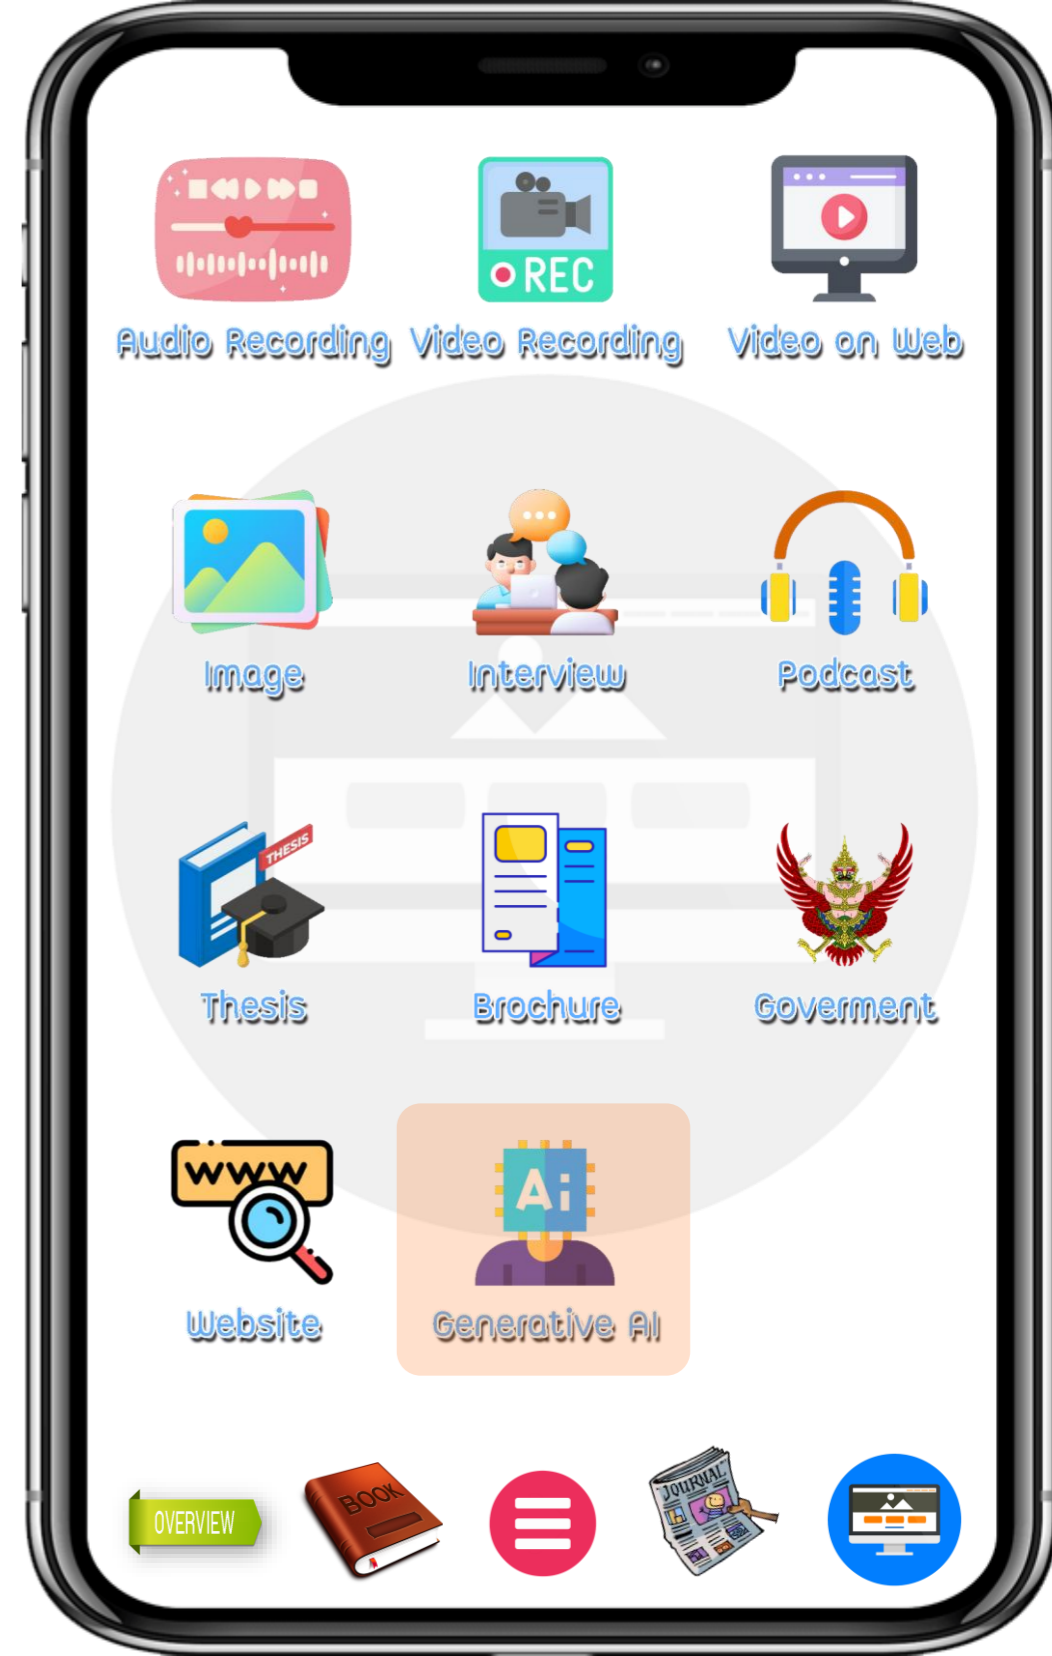 REC
Audio Recording Video Recording Video on Web
Image Interview Podcast
THESIS
Thesis Brochure Goverment
WWW
Ai
Website Generative AI
OVERVIEW BOOK JOURNAL